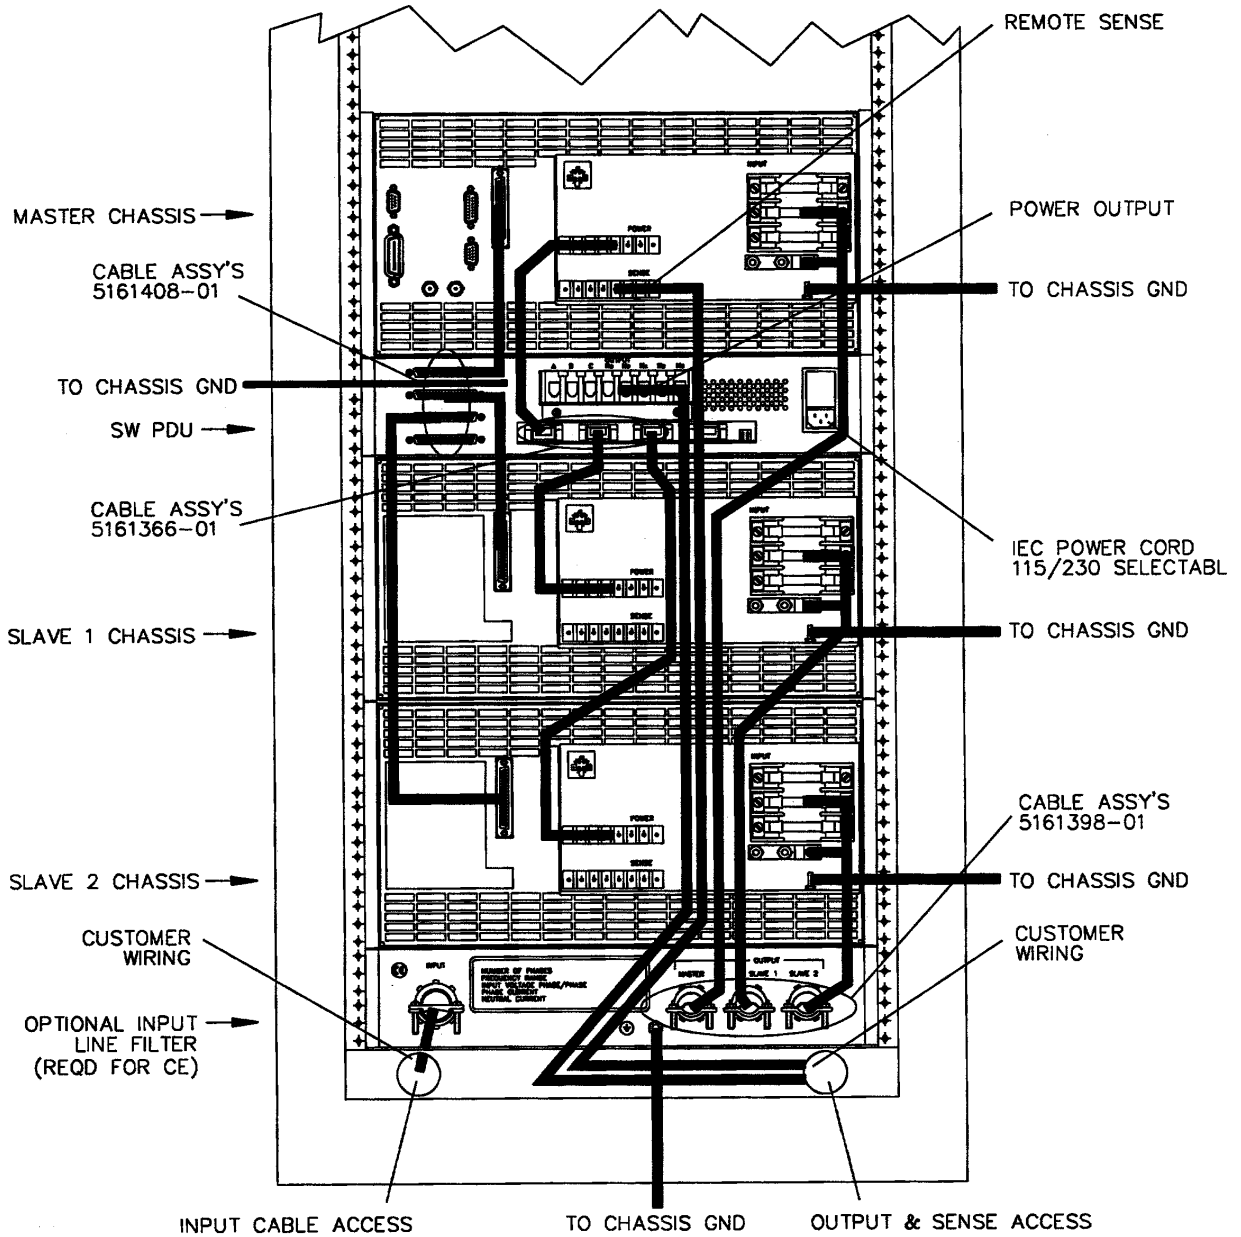 REMOTE SENSE
INPUT
MASTER CHASSIS
POWER OUTPUT
POWER
CABLE ASSY'S
5161408-01
SENSE
TO CHASSIS GND
OUTPUT
A B C
TO CHASSIS GND
SW PDU
CABLE ASSY'S
5161366-01
INPUT
IEC POWER CORD
115/230 SELECTABL
POWER
SENSE
SLAVE 1 CHASSIS
TO CHASSIS GND
INPUT
CABLE ASSY'S
5161398-01
POWER
SENSE
SLAVE 2 CHASSIS
TO CHASSIS GND
CUSTOMER
WIRING
CUSTOMER
WIRING
INPUT
OUTPUT
MASTER SLAVE 1 SLAVE 2
NUMBER OF PHASES
FREQUENCY RANGE
INPUT VOLTAGE PHASE/PHASE
PHASE CURRENT
NEUTRAL CURRENT
OPTIONAL INPUT
LINE FILTER
(REQD FOR CE)
INPUT CABLE ACCESS
TO CHASSIS GND
OUTPUT & SENSE ACCESS